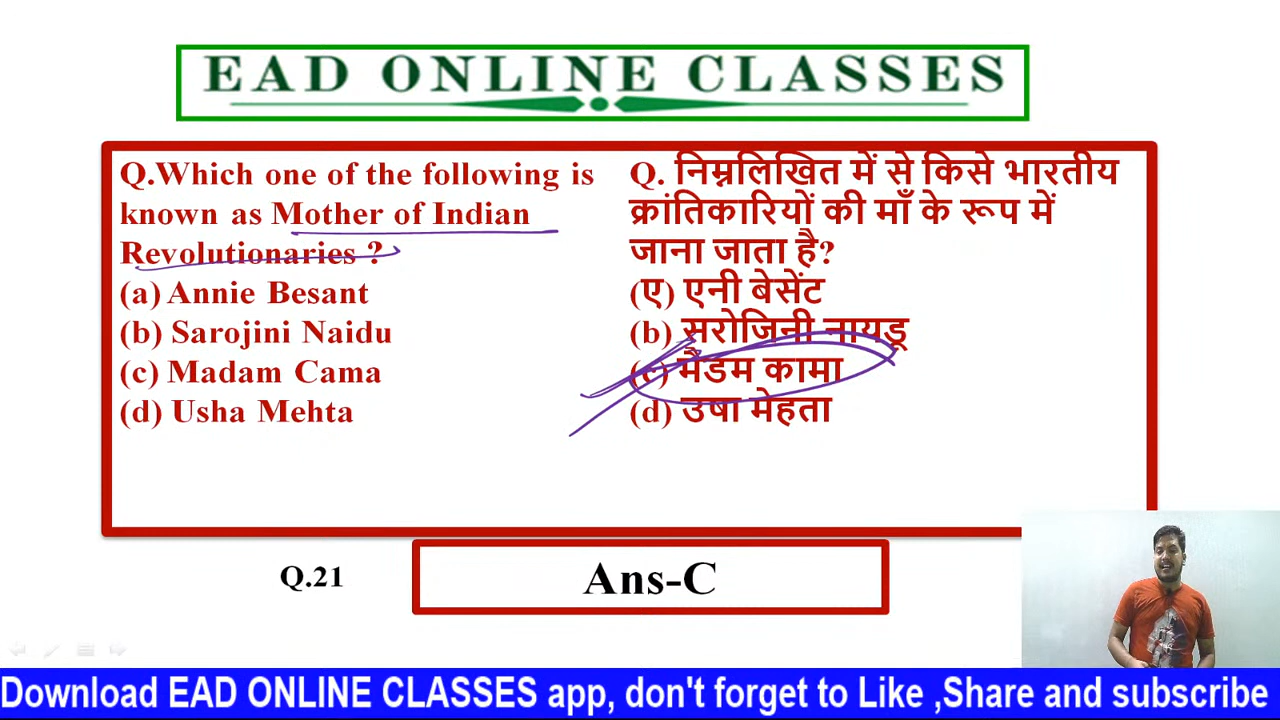 EAD ONLINE CLASSES
Q.Which one of the following is
known as Mother of Indian
Revolutionaries ?
(a) Annie Besant
(b) Sarojini Naidu
(c) Madam Cama
(d) Usha Mehta
Q. निम्नलिखित में से किसे भारतीय
क्रांतिकारियों की माँ के रूप में
जाना जाता है?
(ए) एनी बेसेंट
(b) सरोजिनी नायडू
(c) मैडम कामा
(d) उषा मेहता
Q.21
Ans-C
Download EAD ONLINE CLASSES app, don't forget to Like ,Share and subscribe